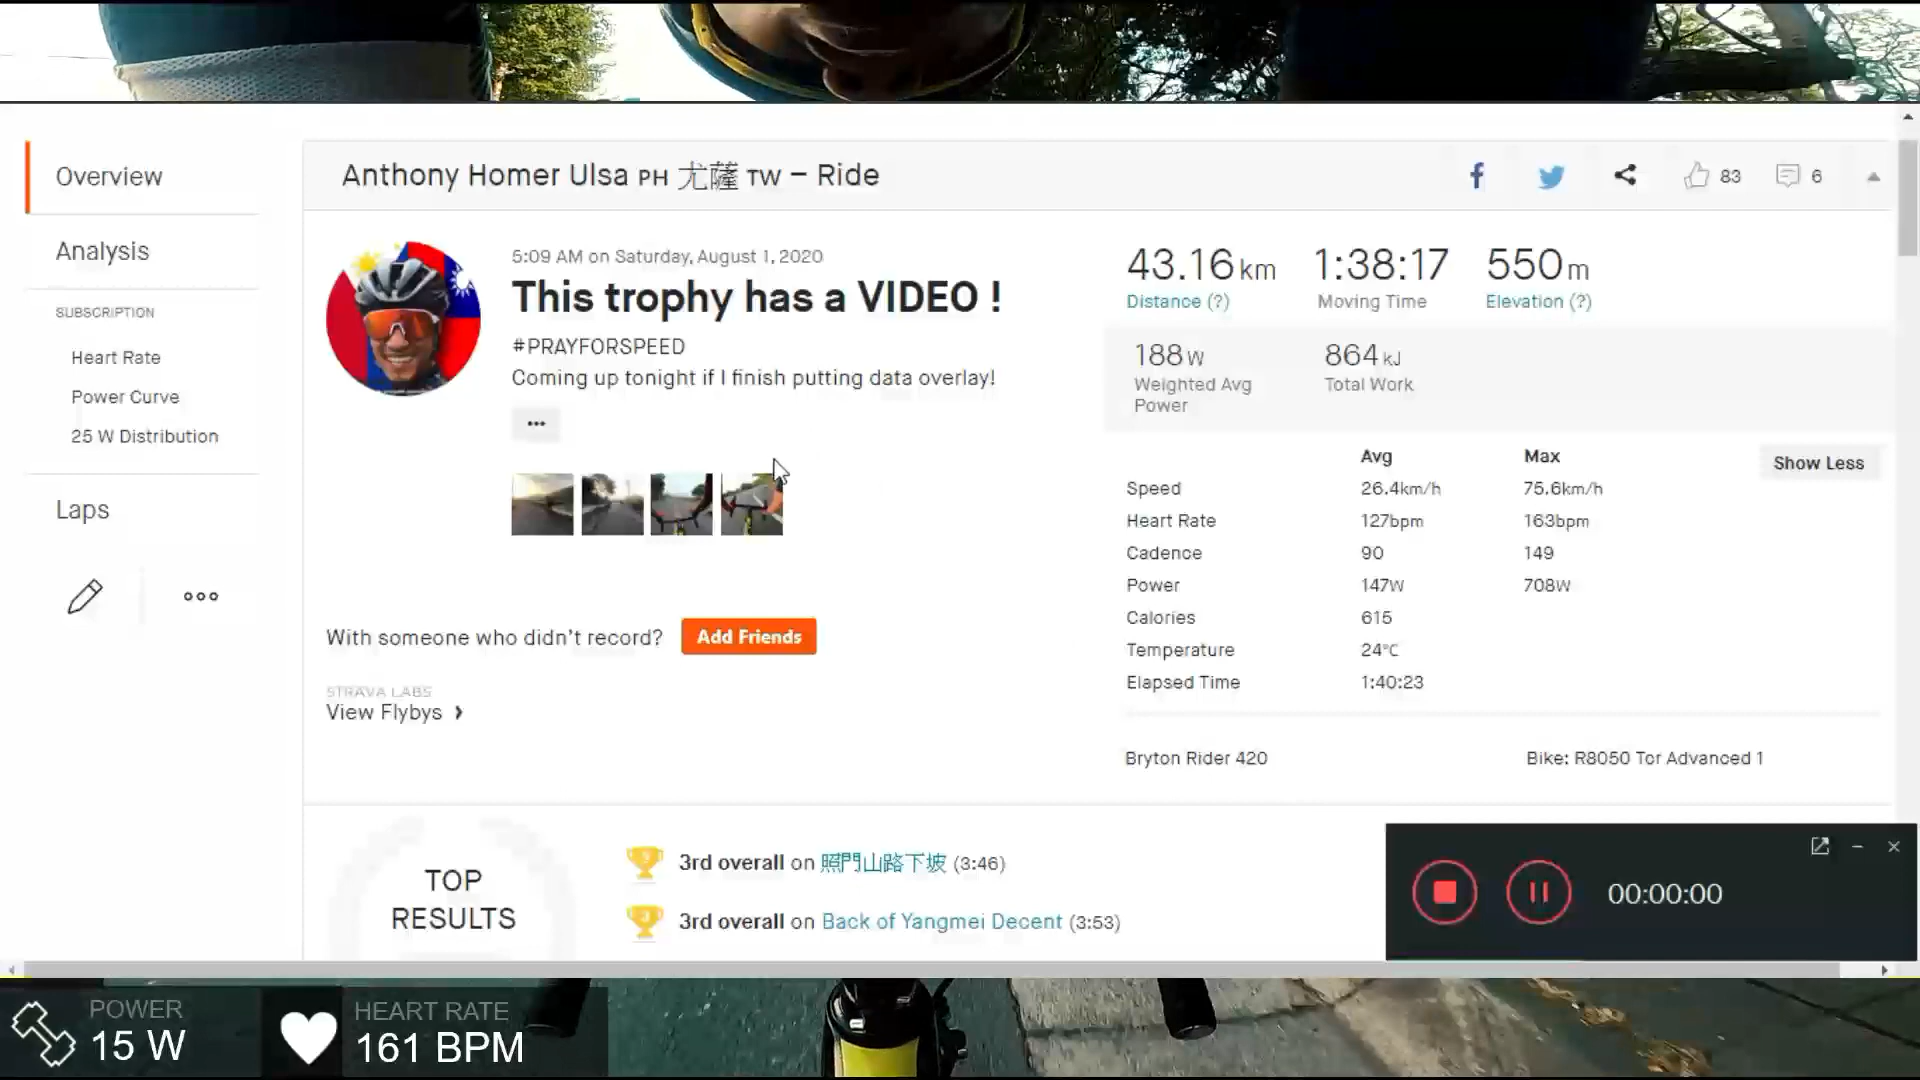 Overview
Analysis
SUBSCRIPTION
Heart Rate
Power Curve
25 W Distribution
Laps
Anthony Homer Ulsa PH 尤薩 TW – Ride
83
6
5:09 AM on Saturday, August 1, 2020
This trophy has a VIDEO !
#PRAYFORSPEED
Coming up tonight if I finish putting data overlay!
With someone who didn't record?
Add Friends
STRAVA LABS
View Flybys
43.16 km
Distance (?)
1:38:17
Moving Time
550 m
Elevation (?)
188 W
Weighted Avg
Power
864 kJ
Total Work
Avg Max
Show Less
Speed 26.4km/h 75.6km/h
Heart Rate 127bpm 163bpm
Cadence 90 149
Power 147W 708W
Calories 615
Temperature 24°C
Elapsed Time 1:40:23
Bryton Rider 420
Bike: R8050 Tcr Advanced 1
TOP
RESULTS
3rd overall on 照門山路下坡 (3:46)
3rd overall on Back of Yangmei Decent (3:53)
00:00:00
POWER
15 W
HEART RATE
161 BPM